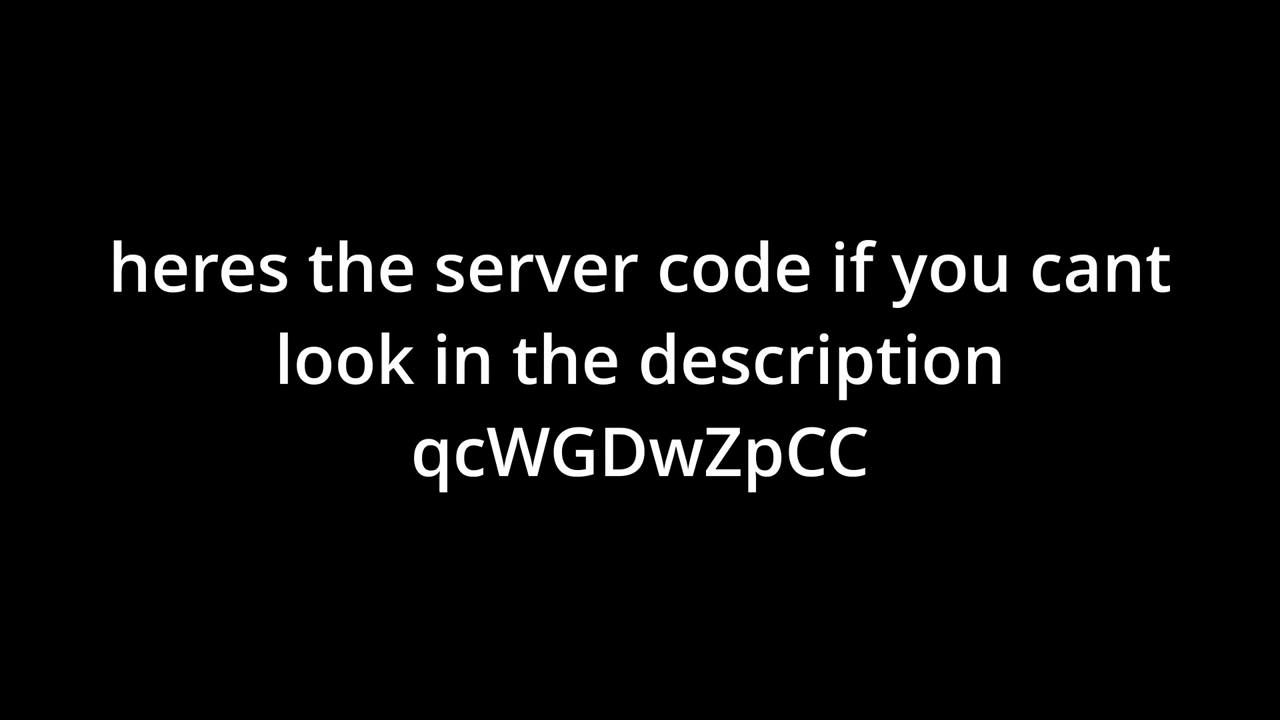 heres the server code if you cant
look in the description
qcWGDwZpCC